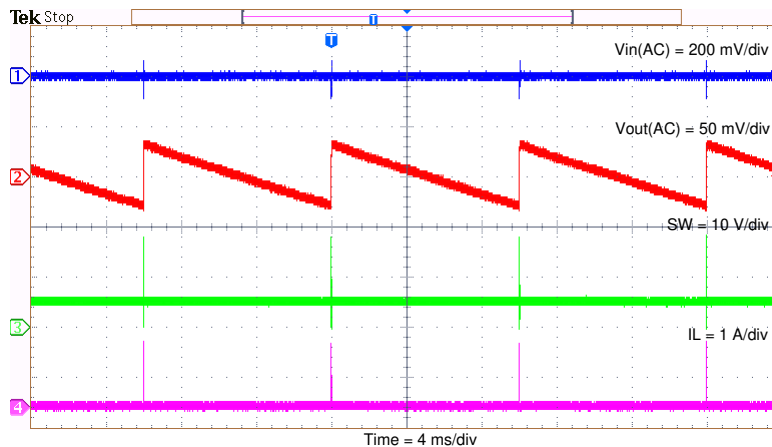 Tek Stop
T
T
1
Vin(AC) = 200 mV/div
Vout(AC) = 50 mV/div
2
SW = 10 V/div
3
IL = 1 A/div
4
Time = 4 ms/div